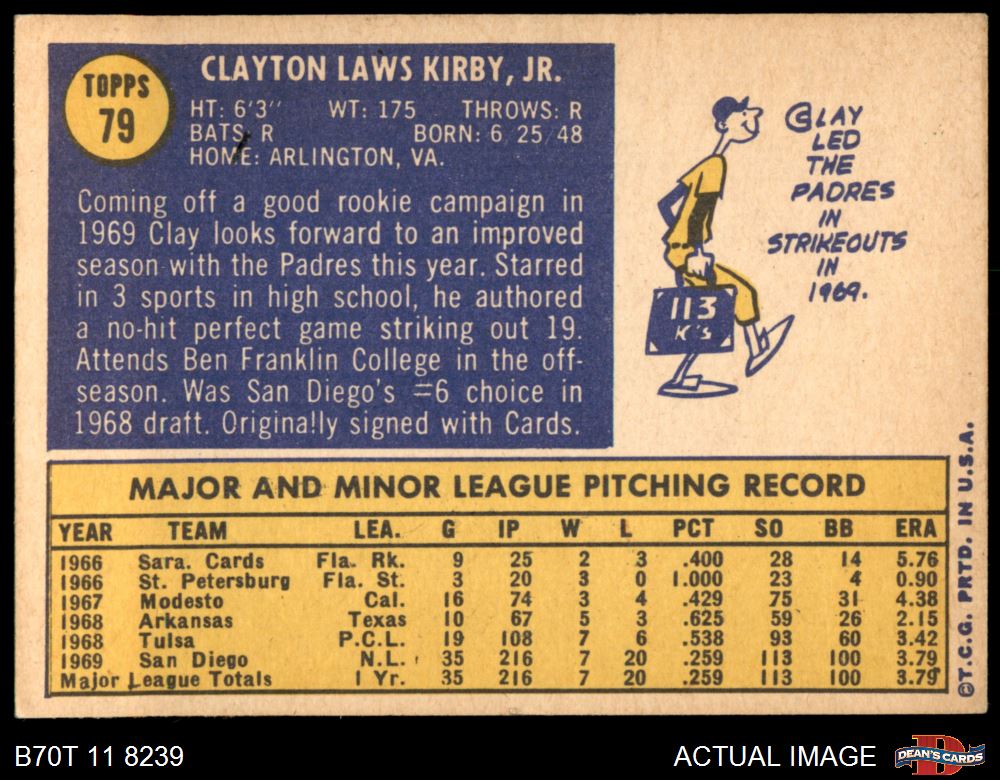 TOPPS
79
CLAYTON LAWS KIRBY, JR.
HT: 6'3" WT: 175 THROWS: R
BATS: R BORN: 6 25 48
HOME: ARLINGTON, VA.
Coming off a good rookie campaign in
1969 Clay looks forward to an improved
season with the Padres this year. Starred
in 3 sports in high school, he authored
a no-hit perfect game striking out 19.
Attends Ben Franklin College in the off-
season. Was San Diego's #6 choice in
1968 draft. Originally signed with Cards.
CLAY
LED
THE
PADRES
IN
STRIKEOUTS
IN
1969.
113
K's
MAJOR AND MINOR LEAGUE PITCHING RECORD
YEAR TEAM LEA. G IP W L PCT SO BB ERA
1966 Sara. Cards Fla. Rk. 9 25 2 3 .400 28 14 5.76
1966 St. Petersburg Fla. St. 3 20 3 0 1.000 23 4 0.90
1967 Modesto Cal. 16 74 3 4 .429 75 31 4.38
1968 Arkansas Texas 10 67 5 3 .625 59 26 2.15
1968 Tulsa P.C.L. 19 108 7 6 .538 93 60 3.42
1969 San Diego N.L. 35 216 7 20 .259 113 100 3.79
Major League Totals 1 Yr. 35 216 7 20 .259 113 100 3.79
©T.C.G. PRTD. IN U.S.A.
B70T 11 8239
ACTUAL IMAGE
DEAN'S CARDS